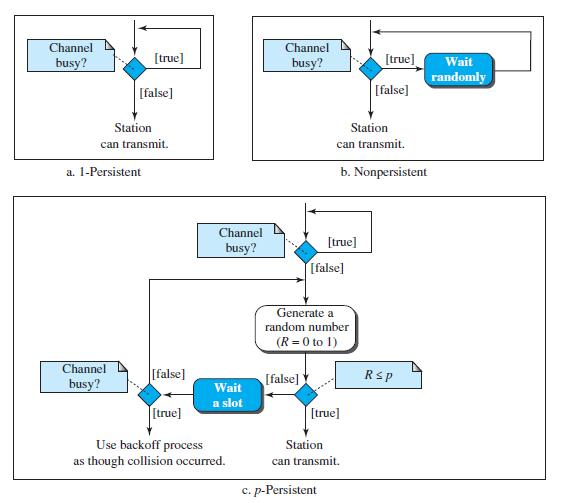 Channel
busy?
[true]
[false]
Station
can transmit.
a. 1-Persistent
Channel
busy?
[true]
Wait
randomly
[false]
Station
can transmit.
b. Nonpersistent
Channel
busy?
[true]
[false]
Generate a
random number
(R = 0 to 1)
Channel
busy?
[false]
Wait
a slot
[false]
R ≤ p
[true]
[true]
Use backoff process
as though collision occurred.
Station
can transmit.
c. p-Persistent